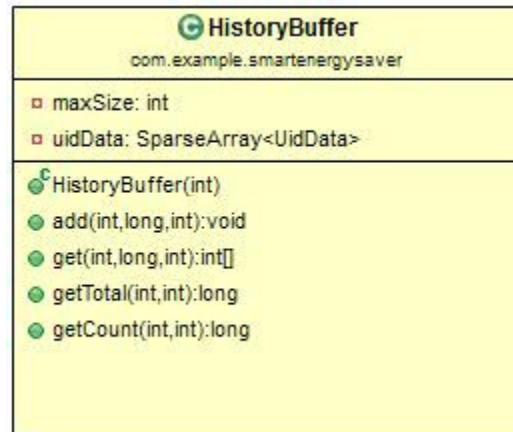 C HistoryBuffer
com.example.smartenergysaver
maxSize: int
uidData: SparseArray<UidData>
C HistoryBuffer(int)
add(int,long,int):void
get(int,long,int):int[]
getTotal(int,int):long
getCount(int,int):long